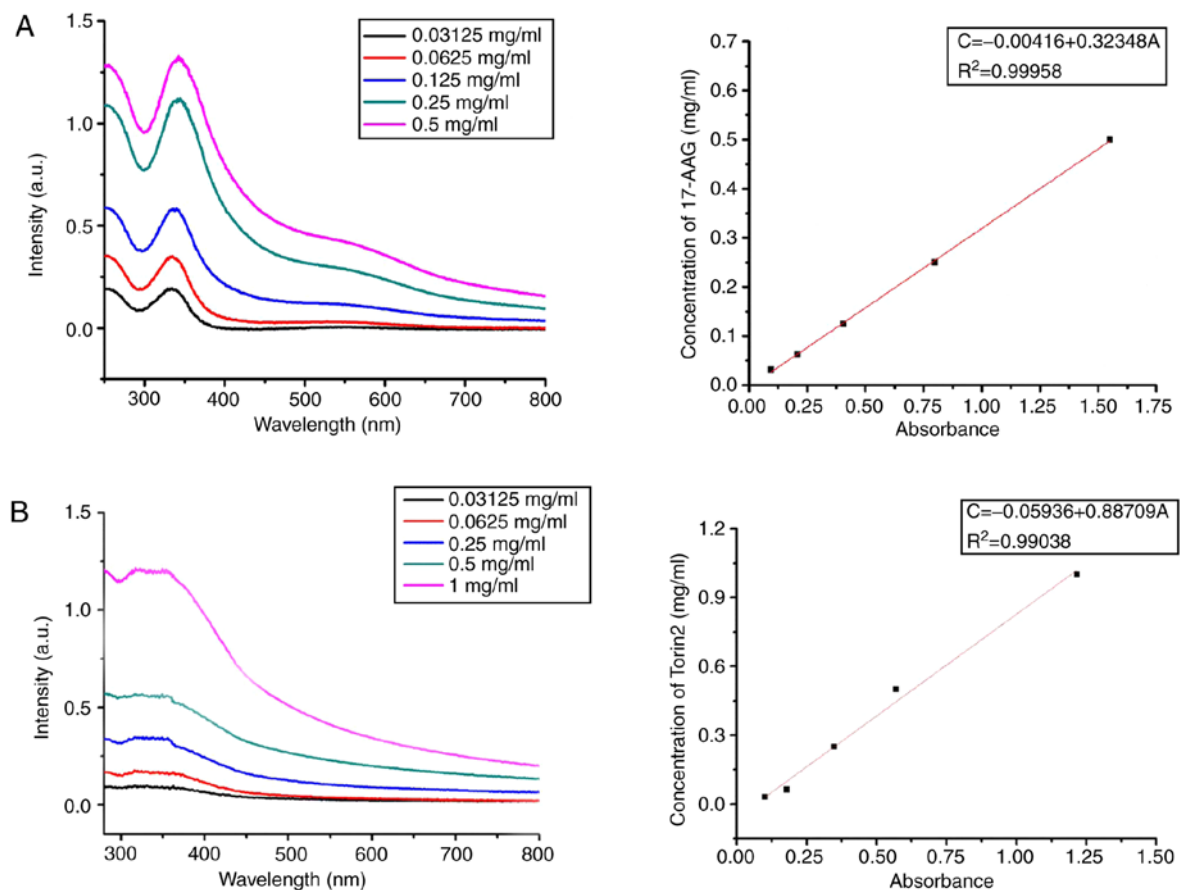 A
1.5
1.0
0.5
0.0
Intensity (a.u.)
300 400 500 600 700 800
Wavelength (nm)
0.03125 mg/ml
0.0625 mg/ml
0.125 mg/ml
0.25 mg/ml
0.5 mg/ml
C=−0.00416+0.32348A
R²=0.99958
0.7
0.6
0.5
0.4
0.3
0.2
0.1
0.0
Concentration of 17-AAG (mg/ml)
0.00 0.25 0.50 0.75 1.00 1.25 1.50 1.75
Absorbance
B
1.5
1.0
0.5
0.0
Intensity (a.u.)
300 400 500 600 700 800
Wavelength (nm)
0.03125 mg/ml
0.0625 mg/ml
0.25 mg/ml
0.5 mg/ml
1 mg/ml
C=−0.05936+0.88709A
R²=0.99038
1.2
0.9
0.6
0.3
0.0
Concentration of Torin2 (mg/ml)
0.00 0.25 0.50 0.75 1.00 1.25 1.50
Absorbance